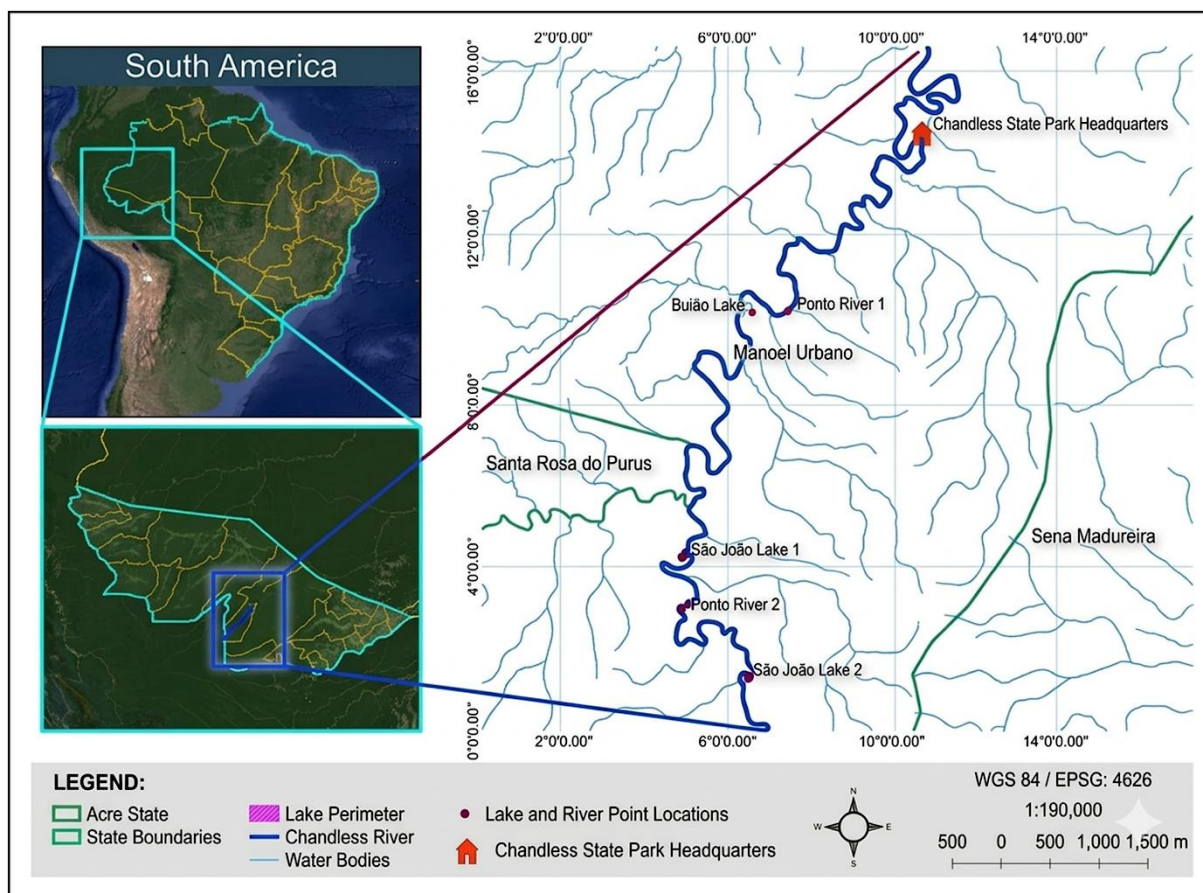 South America
2°0'0.00" 6°0'0.00" 10°0'0.00" 14°0'0.00"
16°0'0.00"
Chandless State Park Headquarters
12°0'0.00"
Buião Lake
Ponto River 1
Manoel Urbano
8°0'0.00"
Santa Rosa do Purus
São João Lake 1
Sena Madureira
4°0'0.00"
Ponto River 2
São João Lake 2
0°0'0.00"
2°0'0.00" 6°0'0.00" 10°0'0.00" 14°0'0.00"
LEGEND:
Acre State
State Boundaries
Lake Perimeter
Chandless River
Water Bodies
Lake and River Point Locations
Chandless State Park Headquarters
N
W E
S
WGS 84 / EPSG: 4626
1:190,000
500 0 500 1,000 1,500 m